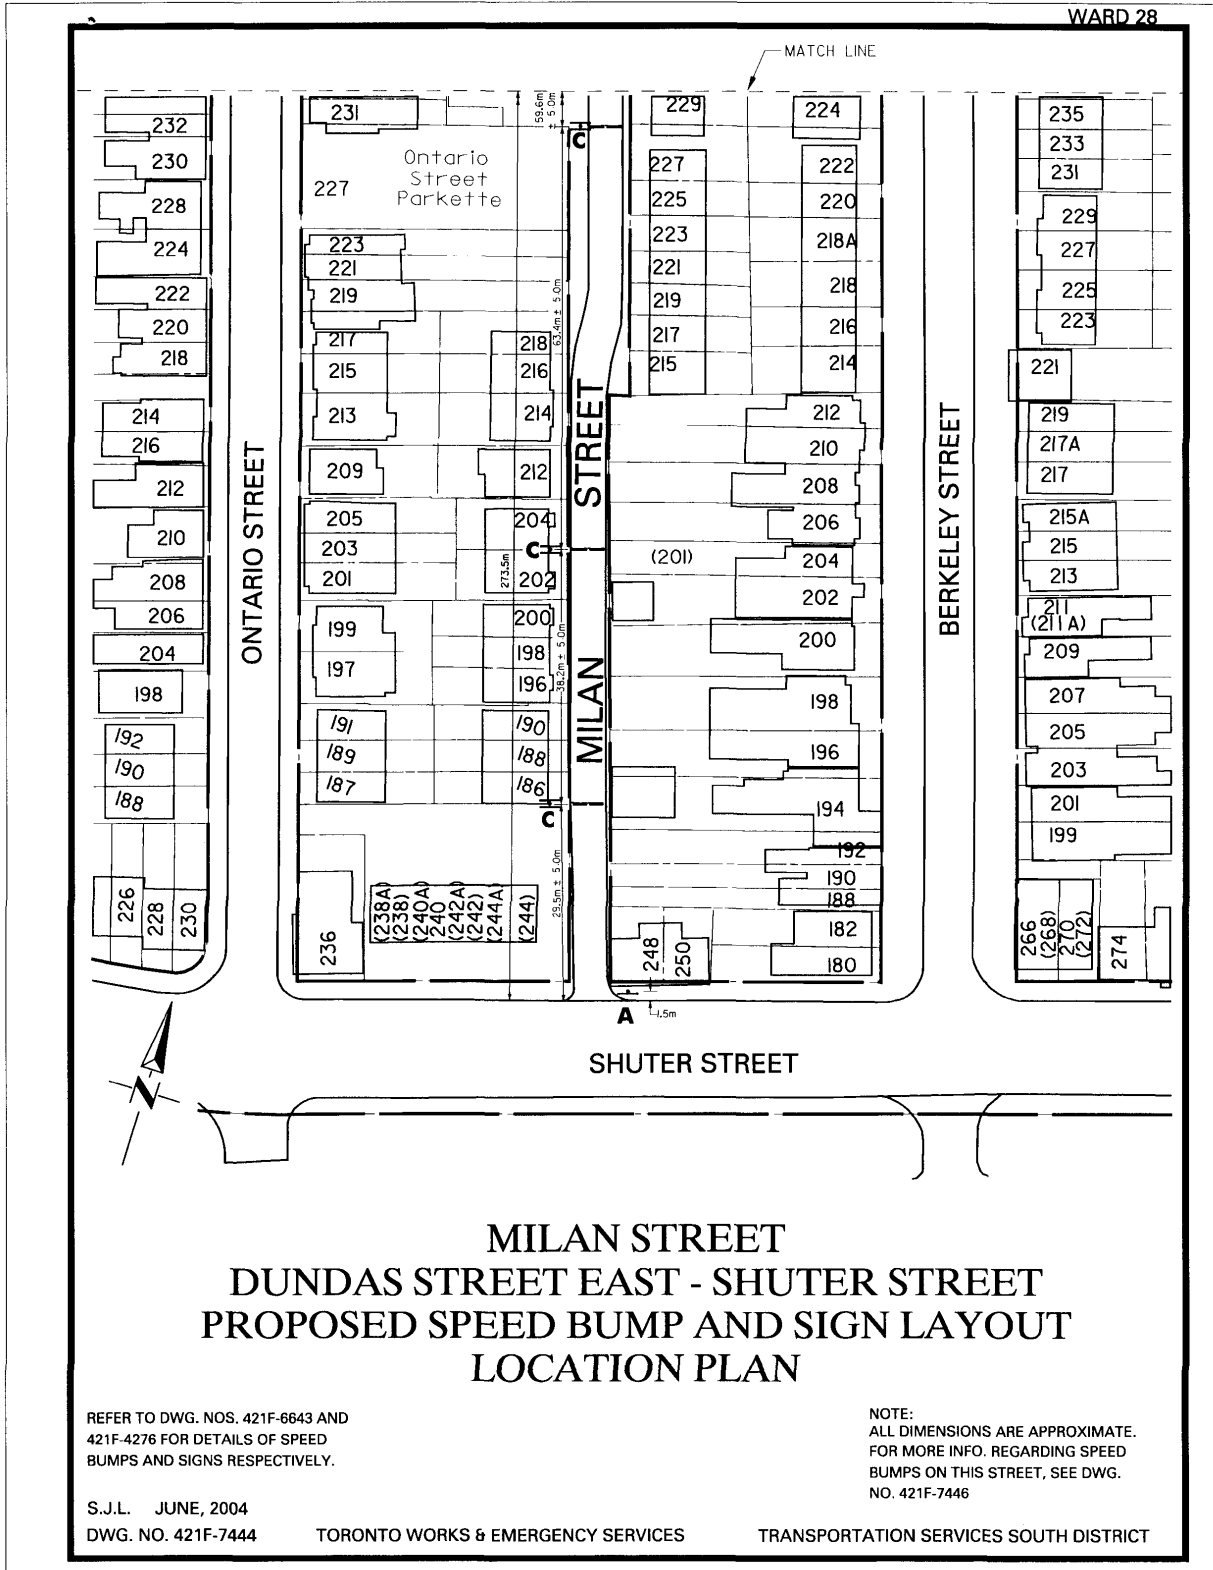 WARD 28
MATCH LINE
232
230
228
224
222
220
218
214
216
212
210
208
206
204
198
192
190
188
226
228
230
ONTARIO STREET
231
227
Ontario
Street
Parkette
223
221
219
217
215
213
209
205
203
201
199
197
191
189
187
236
(238A)
(238)
(240A)
240
(242A)
(242)
(244A)
(244)
218
216
214
212
204
202
200
198
196
190
188
186
59.6m
± 5.0m
63.4m ± 5.0m
273.5m
38.2m ± 5.0m
29.5m ± 5.0m
C
C
C
MILAN STREET
A
1.5m
229
227
225
223
221
219
217
215
(201)
248
250
224
222
220
218A
218
216
214
212
210
208
206
204
202
200
198
196
194
192
190
188
182
180
BERKELEY STREET
235
233
231
229
227
225
223
221
219
217A
217
215A
215
213
211
(211A)
209
207
205
203
201
199
266
(268)
270
(272)
274
SHUTER STREET
N
MILAN STREET
DUNDAS STREET EAST - SHUTER STREET
PROPOSED SPEED BUMP AND SIGN LAYOUT
LOCATION PLAN
REFER TO DWG. NOS. 421F-6643 AND
421F-4276 FOR DETAILS OF SPEED
BUMPS AND SIGNS RESPECTIVELY.
NOTE:
ALL DIMENSIONS ARE APPROXIMATE.
FOR MORE INFO. REGARDING SPEED
BUMPS ON THIS STREET, SEE DWG.
NO. 421F-7446
S.J.L. JUNE, 2004
DWG. NO. 421F-7444 TORONTO WORKS & EMERGENCY SERVICES TRANSPORTATION SERVICES SOUTH DISTRICT